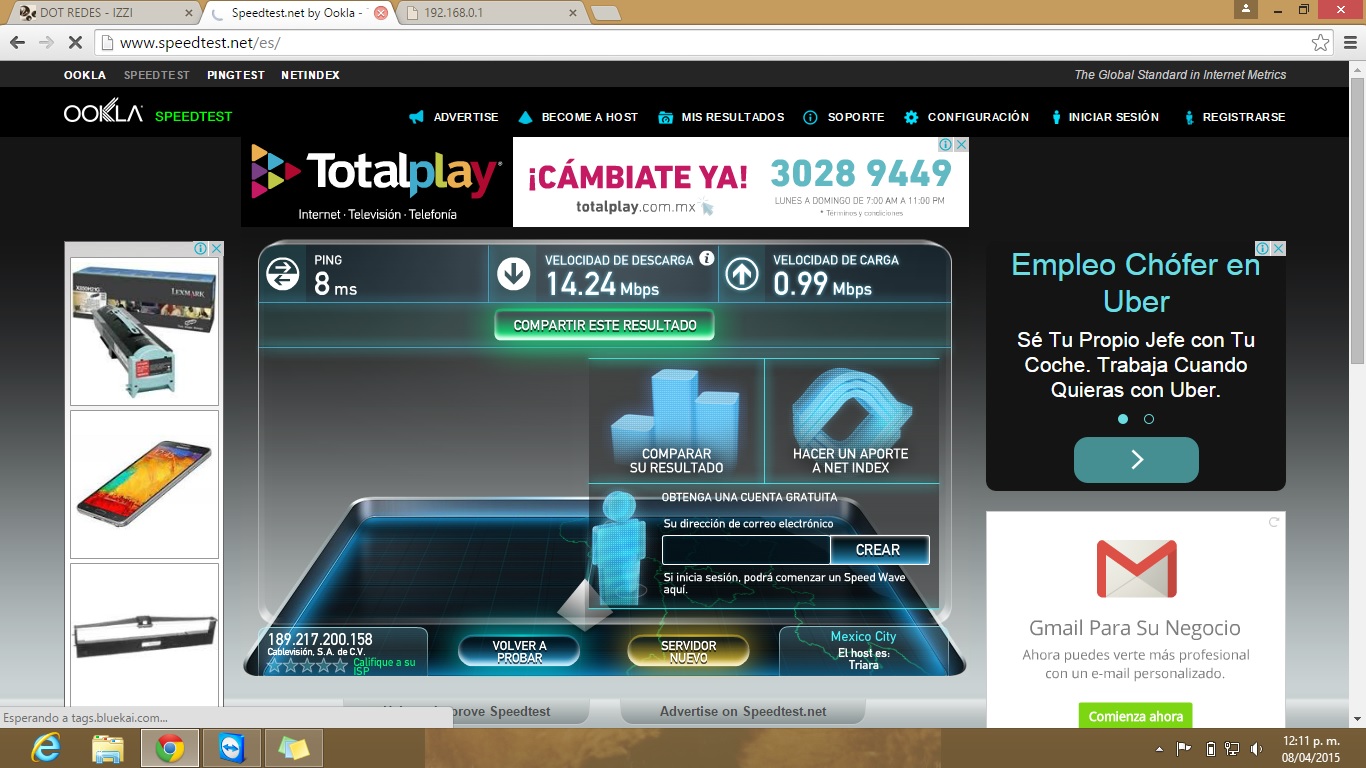 DOT REDES - IZZI
Speedtest.net by Ookla -
192.168.0.1
www.speedtest.net/es/
OOKLA SPEEDTEST PINGTEST NETINDEX
The Global Standard in Internet Metrics
OOKLA SPEEDTEST
ADVERTISE
BECOME A HOST
MIS RESULTADOS
SOPORTE
CONFIGURACIÓN
INICIAR SESIÓN
REGISTRARSE
Totalplay
Internet · Televisión · Telefonía
¡CÁMBIATE YA!
totalplay.com.mx
3028 9449
LUNES A DOMINGO DE 7:00 AM A 11:00 PM
* Términos y condiciones
LEXMARK
PING
8 ms
VELOCIDAD DE DESCARGA
14.24 Mbps
VELOCIDAD DE CARGA
0.99 Mbps
COMPARTIR ESTE RESULTADO
COMPARAR
SU RESULTADO
HACER UN APORTE
A NET INDEX
OBTENGA UNA CUENTA GRATUITA
Su dirección de correo electrónico
CREAR
Si inicia sesión, podrá comenzar un Speed Wave
aquí.
189.217.200.158
Cablevisión, S.A. de C.V.
Califique a su
ISP
VOLVER A
PROBAR
SERVIDOR
NUEVO
Mexico City
El host es:
Triara
Empleo Chófer en
Uber
Sé Tu Propio Jefe con Tu
Coche. Trabaja Cuando
Quieras con Uber.
Gmail Para Su Negocio
Ahora puedes verte más profesional
con un e-mail personalizado.
Comienza ahora
Esperando a tags.bluekai.com...
prove Speedtest
Advertise on Speedtest.net
12:11 p. m.
08/04/2015